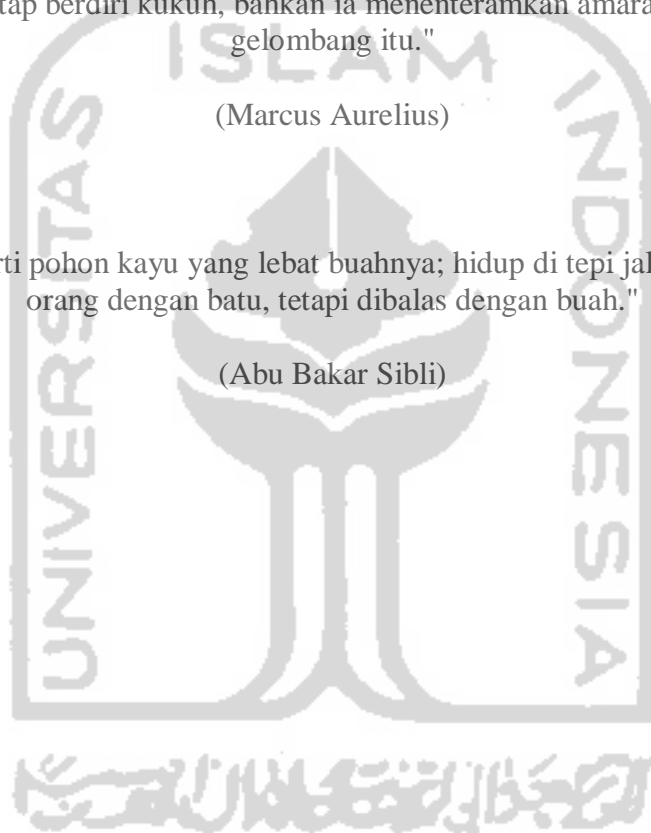 tap berdiri kukuh, bahkan ia menenteramkan amara
gelombang itu."
(Marcus Aurelius)
rti pohon kayu yang lebat buahnya; hidup di tepi jal
orang dengan batu, tetapi dibalas dengan buah."
(Abu Bakar Sibli)
UNIVERSITAS
ISLAM
INDONESIA